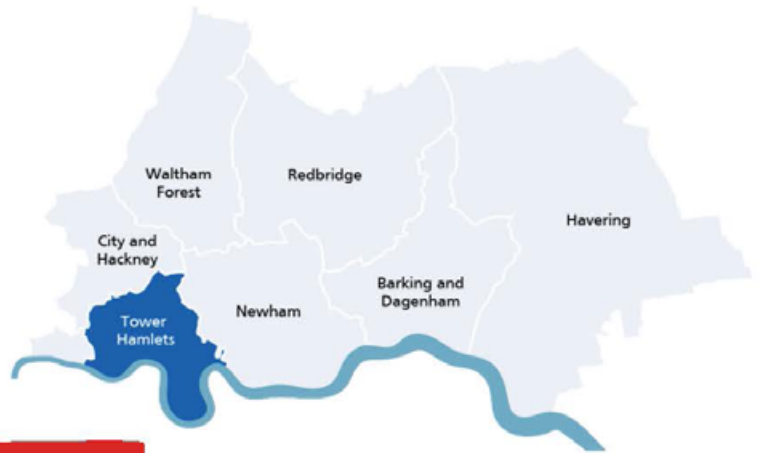 Waltham
Forest
Redbridge
Havering
City and
Hackney
Barking and
Dagenham
Newham
Tower
Hamlets